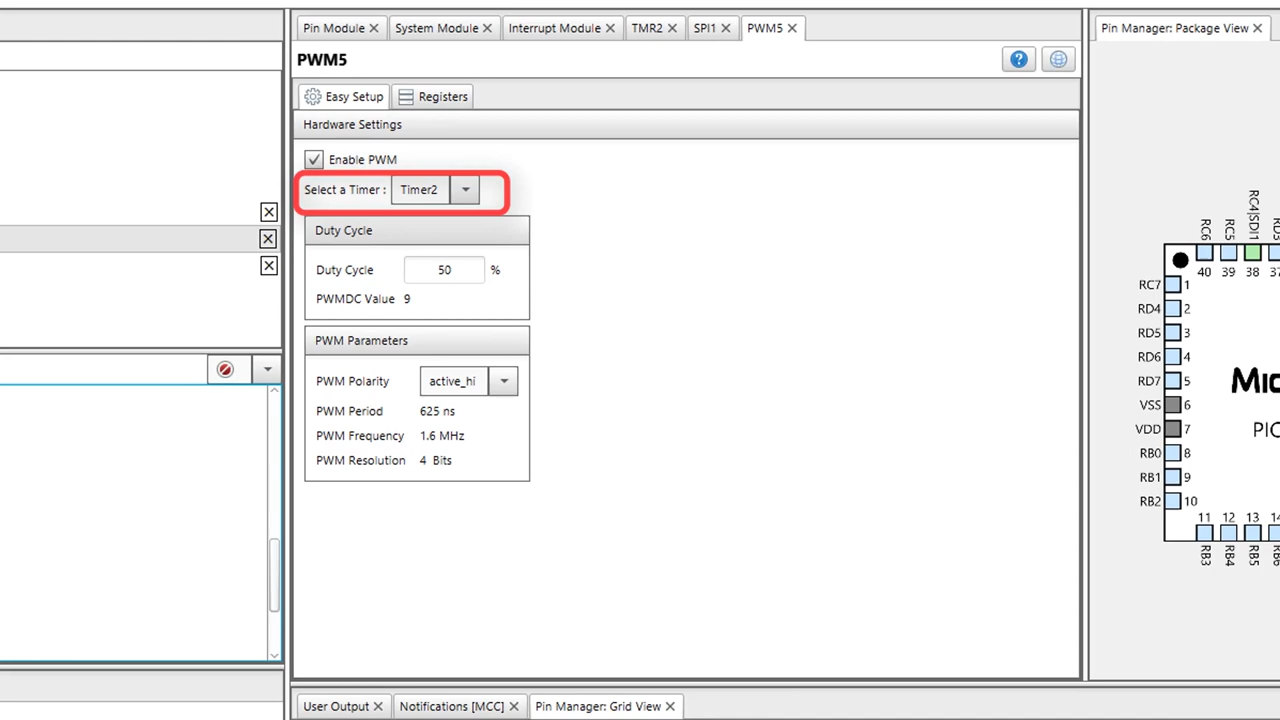 Pin Module
System Module
Interrupt Module
TMR2
SPI1
PWM5
Pin Manager: Package View
PWM5
?
Easy Setup
Registers
Hardware Settings
Enable PWM
Select a Timer : Timer2
Duty Cycle
Duty Cycle 50 %
PWMDC Value 9
PWM Parameters
PWM Polarity active_hi
PWM Period 625 ns
PWM Frequency 1.6 MHz
PWM Resolution 4 Bits
RC6
RC5
RC4|SDI1
40
39
38
37
RC7 1
RD4 2
RD5 3
RD6 4
RD7 5
VSS 6
VDD 7
RB0 8
RB1 9
RB2 10
11
12
13
14
RB3
RB4
RB5
PIC
User Output
Notifications [MCC]
Pin Manager: Grid View